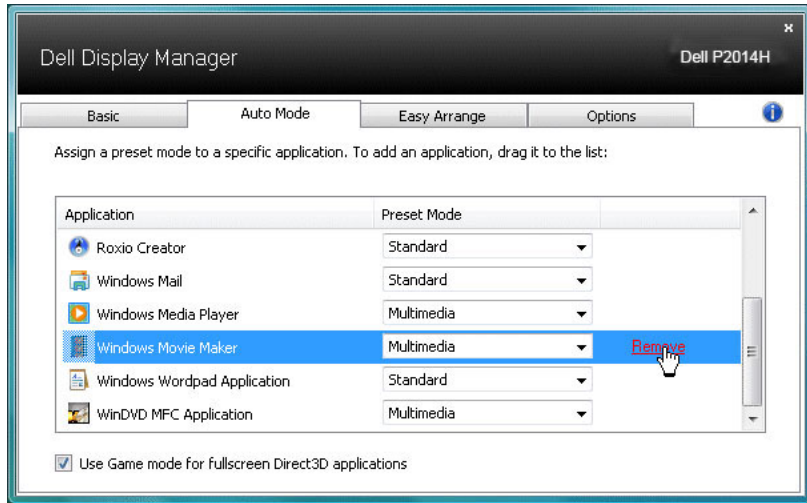 x
Dell Display Manager
Dell P2014H
Basic Auto Mode Easy Arrange Options
Assign a preset mode to a specific application. To add an application, drag it to the list:
Application Preset Mode
Roxio Creator Standard
Windows Mail Standard
Windows Media Player Multimedia
Windows Movie Maker Multimedia Remove
Windows Wordpad Application Standard
WinDVD MFC Application Multimedia
Use Game mode for fullscreen Direct3D applications